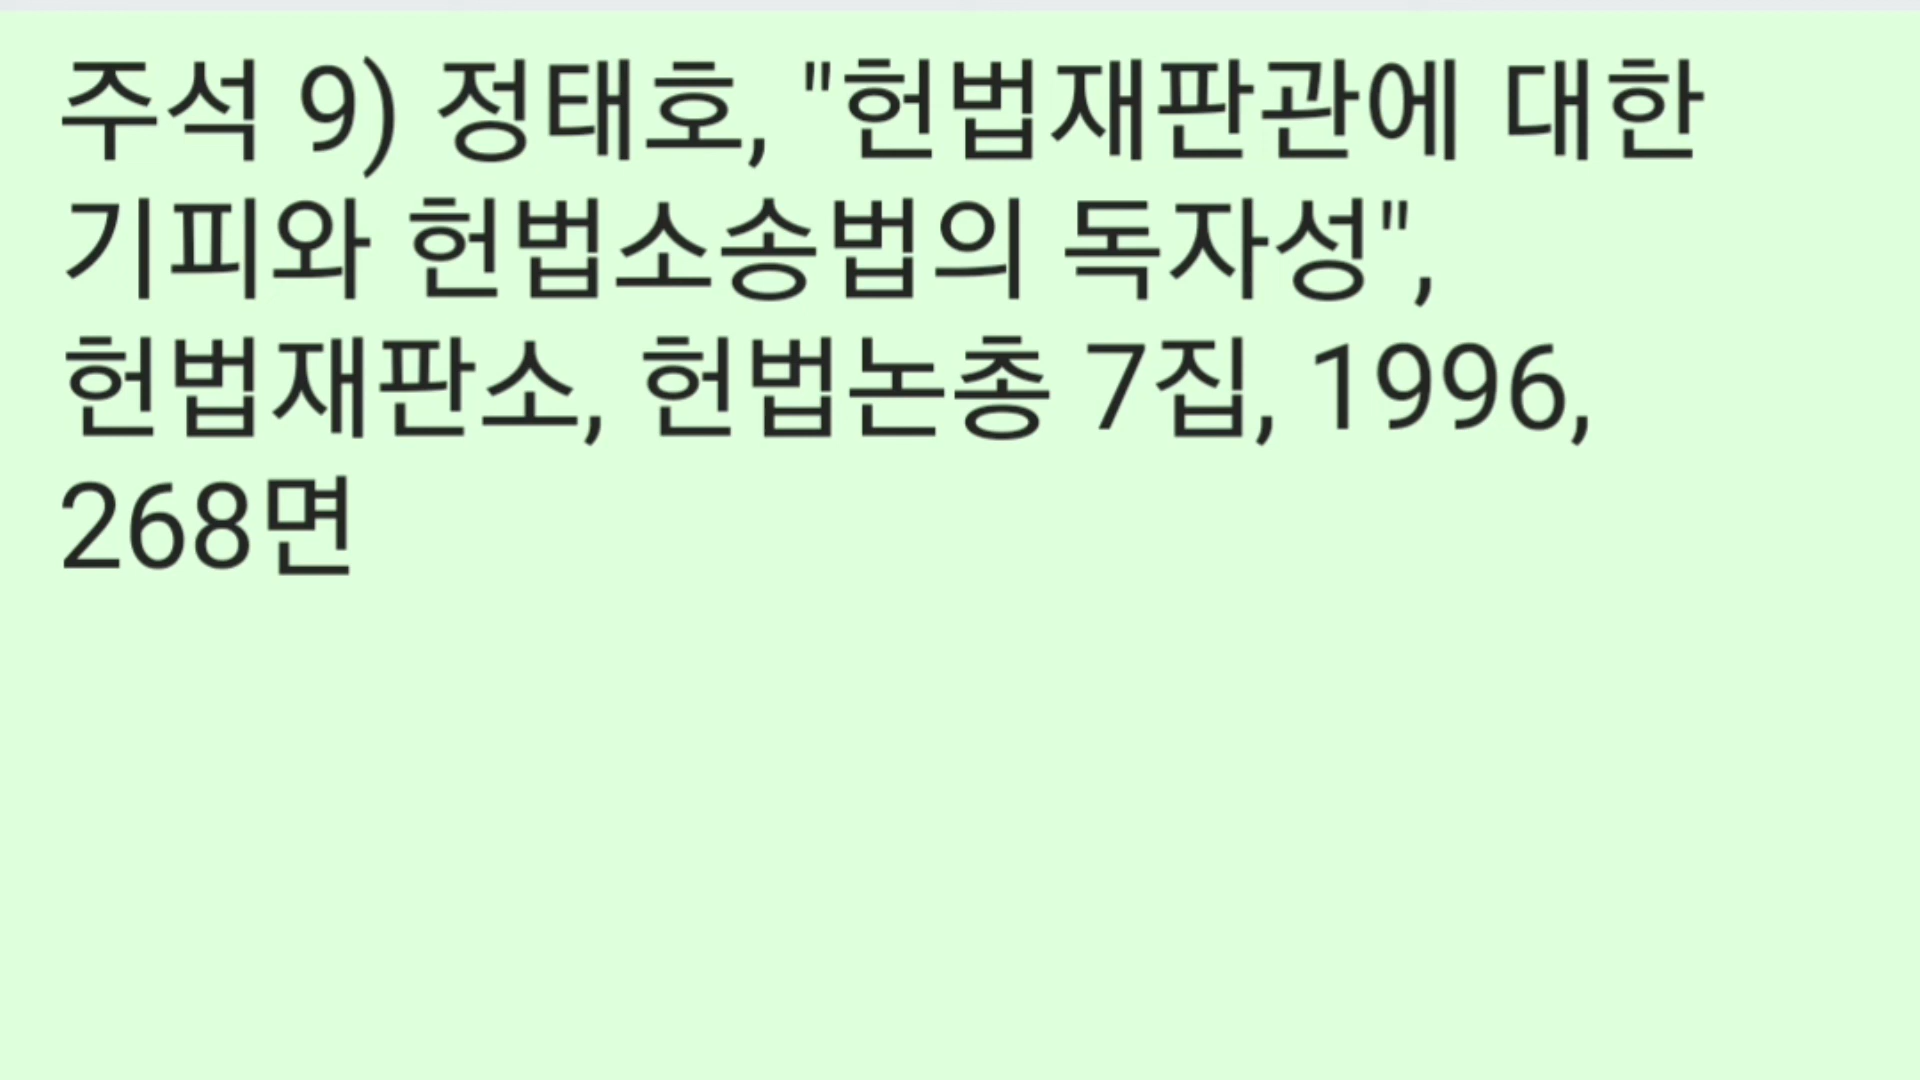 주석 9) 정태호, "헌법재판관에 대한
기피와 헌법소송법의 독자성",
헌법재판소, 헌법논총 7집, 1996,
268면